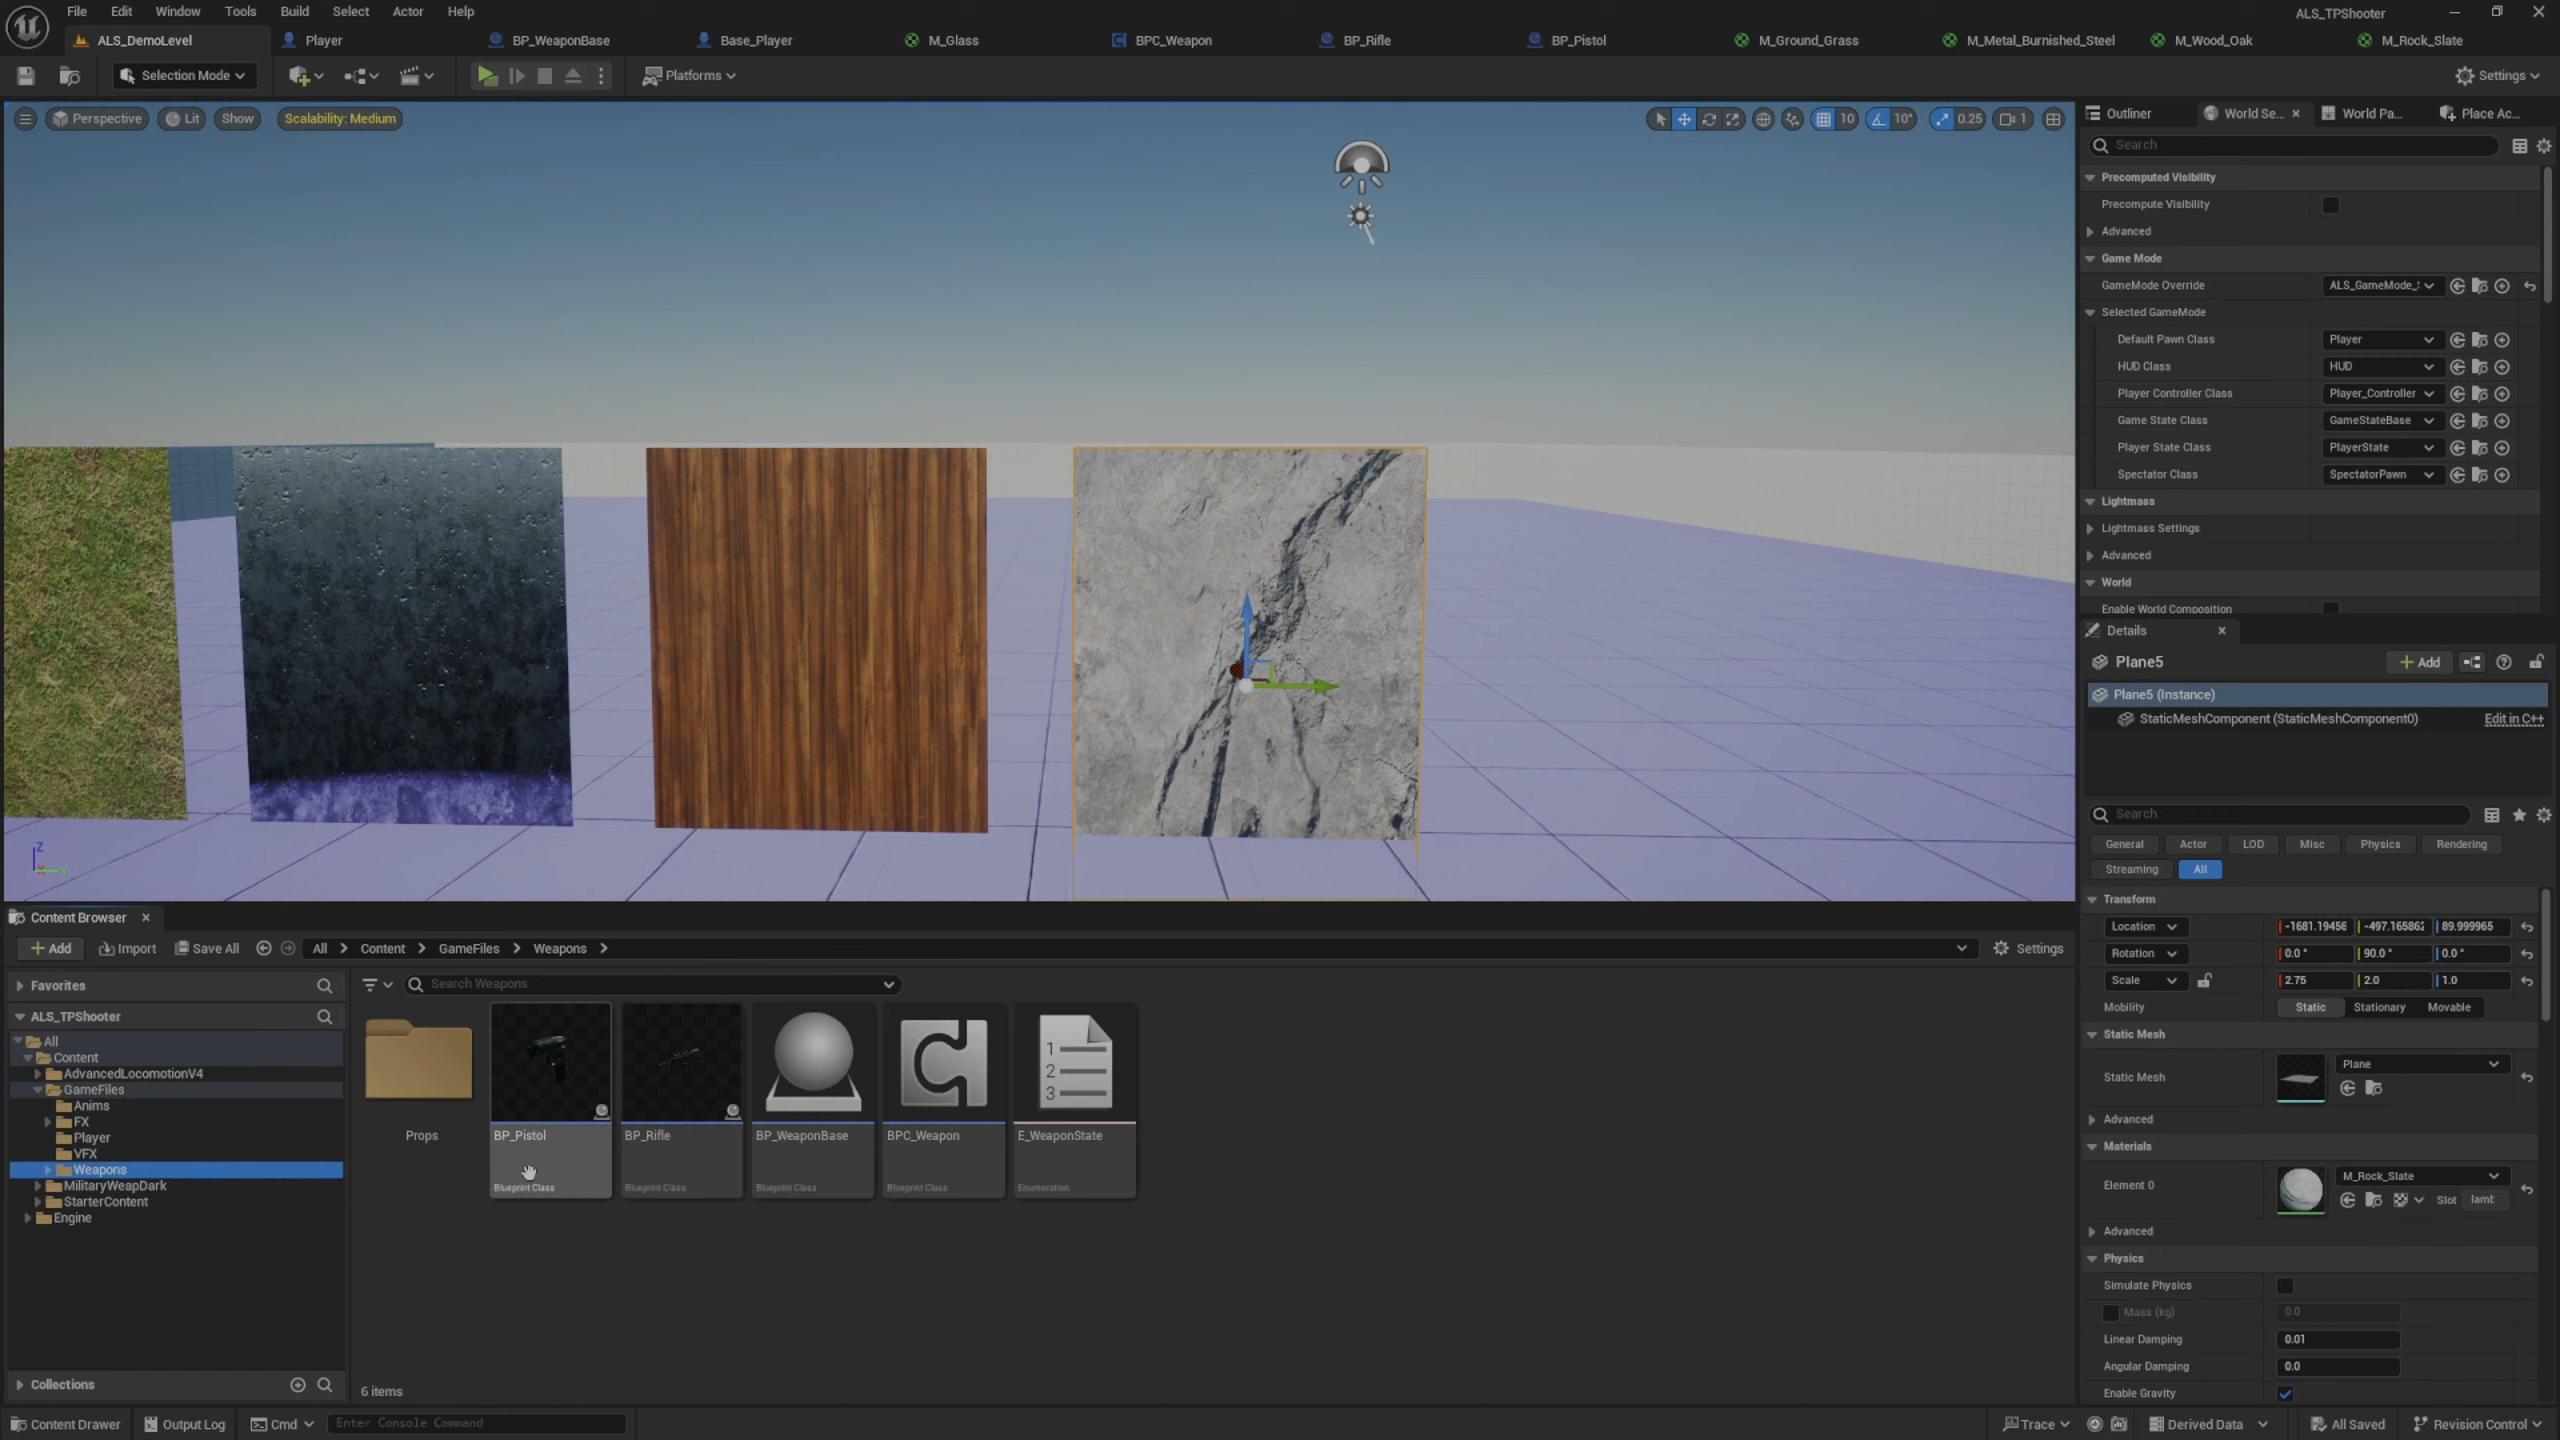 File Edit Window Tools Build Select Actor Help
ALS_TPShooter
ALS_DemoLevel Player BP_WeaponBase Base_Player M_Glass BPC_Weapon BP_Rifle BP_Pistol M_Ground_Grass M_Metal_Burnished_Steel M_Wood_Oak M_Rock_Slate
Selection Mode Platforms Settings
Perspective Lit Show Scalability: Medium 10 10° 0.25 1
Outliner World Se... World Pa... Place Ac...
Search
Precomputed Visibility
Precompute Visibility
Advanced
Game Mode
GameMode Override ALS_GameMode_
Selected GameMode
Default Pawn Class Player
HUD Class HUD
Player Controller Class Player_Controller
Game State Class GameStateBase
Player State Class PlayerState
Spectator Class SpectatorPawn
Lightmass
Lightmass Settings
Advanced
World
Enable World Composition
Details
Plane5 Add
Plane5 (Instance)
StaticMeshComponent (StaticMeshComponent0) Edit in C++
Search
General Actor LOD Misc Physics Rendering
Streaming All
Transform
Location -1681.19456 -497.165862 89.999965
Rotation 0.0 ° 90.0 ° 0.0 °
Scale 2.75 2.0 1.0
Mobility Static Stationary Movable
Static Mesh
Static Mesh Plane
Advanced
Materials
Element 0 M_Rock_Slate
Slot lamt
Advanced
Physics
Simulate Physics
Mass (kg) 0.0
Linear Damping 0.01
Angular Damping 0.0
Enable Gravity
Z
Y
Content Browser
Add Import Save All All Content GameFiles Weapons Settings
Favorites
Search Weapons
ALS_TPShooter
All
Content
AdvancedLocomotionV4
GameFiles
Anims
FX
Player
VFX
Weapons
MilitaryWeapDark
StarterContent
Engine
Collections
1
2
3
Props BP_Pistol BP_Rifle BP_WeaponBase BPC_Weapon E_WeaponState
Blueprint Class Blueprint Class Blueprint Class Blueprint Class Enumeration
6 items
Content Drawer Output Log Cmd Enter Console Command Trace Derived Data All Saved Revision Control